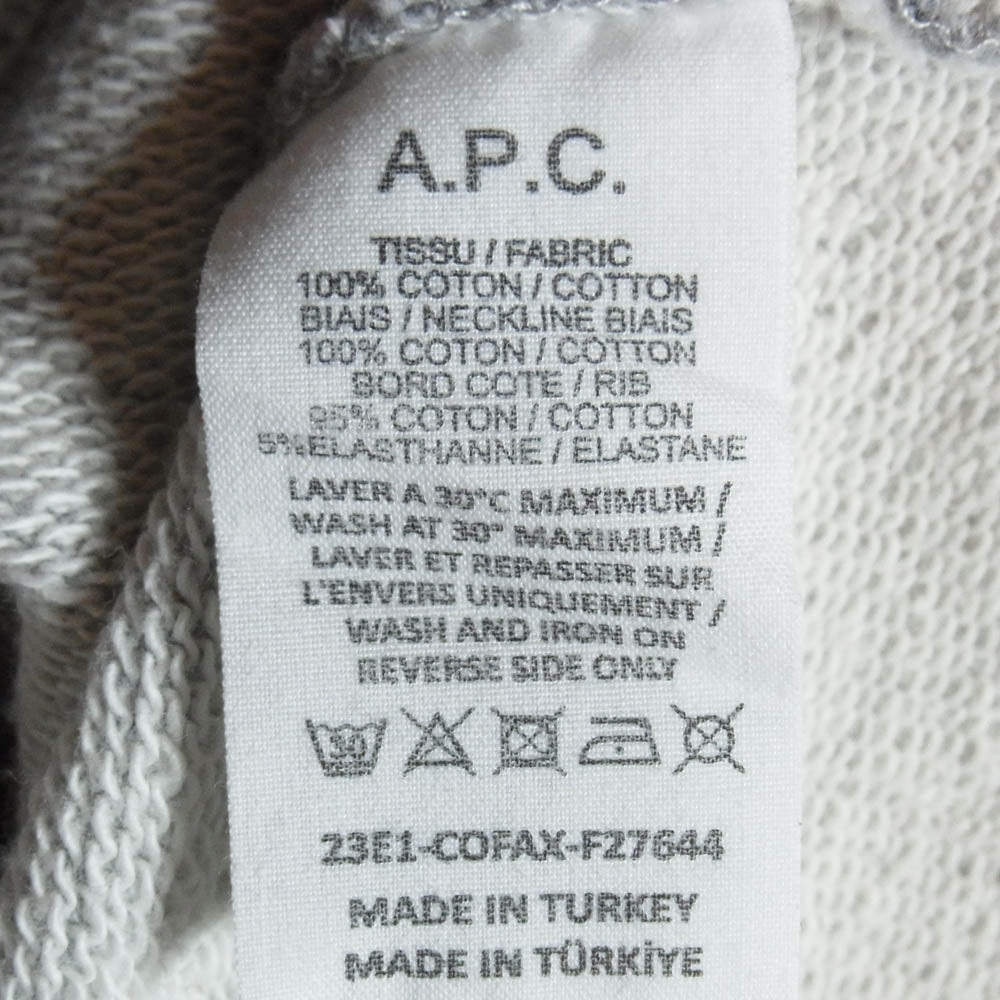 A.P.C.
TISSU / FABRIC
100% COTON / COTTON
BIAIS / NECKLINE BIAIS
100% COTON / COTTON
BORD COTE / RIB
95% COTON / COTTON
5%ELASTHANNE / ELASTANE
LAVER A 30°C MAXIMUM /
WASH AT 30° MAXIMUM /
LAVER ET REPASSER SUR
L'ENVERS UNIQUEMENT /
WASH AND IRON ON
REVERSE SIDE ONLY
30
23E1-COFAX-F27644
MADE IN TURKEY
MADE IN TÜRKİYE